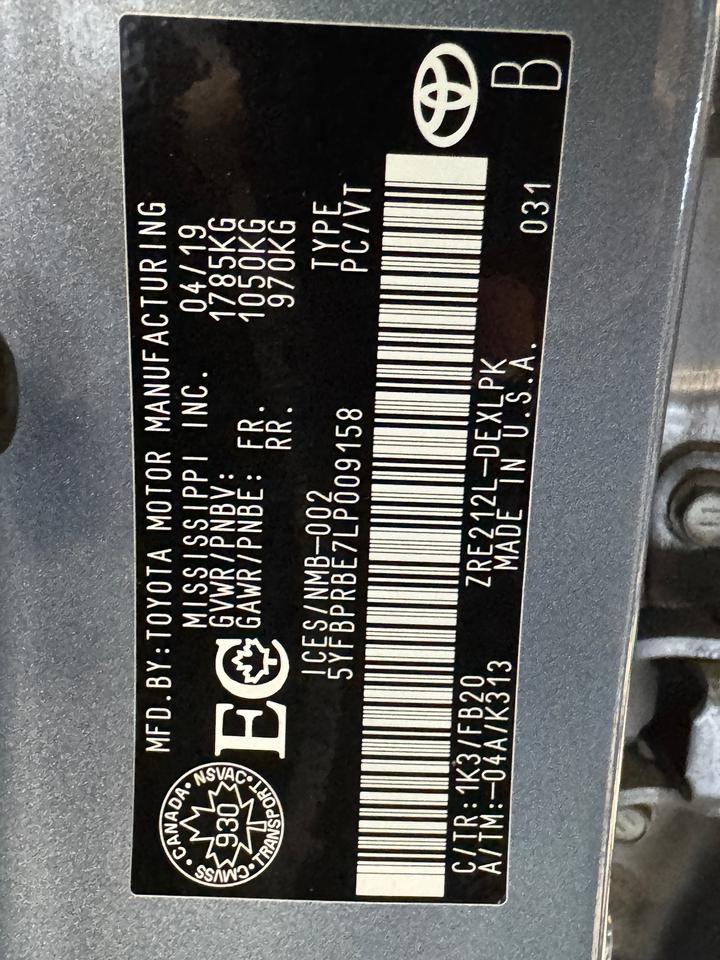 MFD.BY:TOYOTA MOTOR MANUFACTURING
MISSISSIPPI INC. 04/19
GVWR/PNBV: 1785KG
GAWR/PNBE: FR. 1050KG
RR. 970KG
EC
ICES/NMB-002 TYPE
5YFBPRBE7LP009158 PC/VT
CANADA · NSVAC · TRANSPORT · CMVSS ·
930
C/TR:1K3/FB20 ZRE212L-DEXLPK 031
A/TM:-04A/K313 MADE IN U.S.A.
B